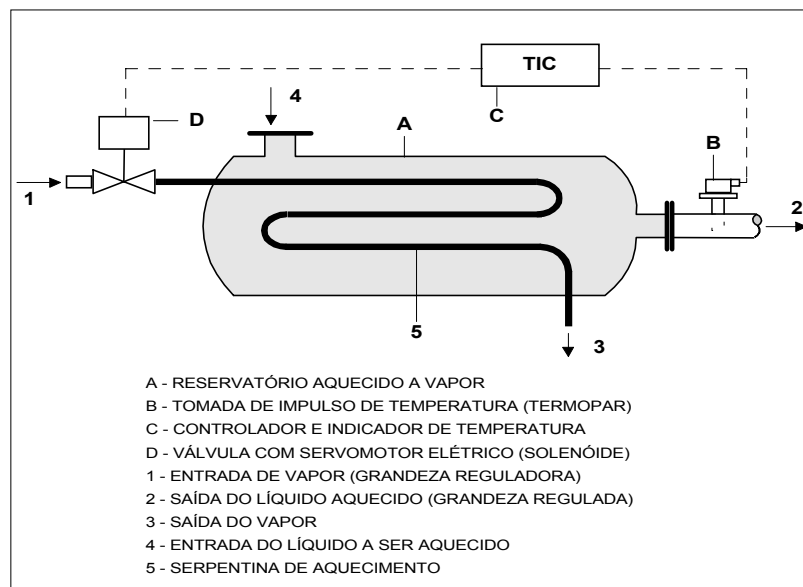 TIC
4
D
C
A
B
1
2
5
3
A - RESERVATÓRIO AQUECIDO A VAPOR
B - TOMADA DE IMPULSO DE TEMPERATURA (TERMOPAR)
C - CONTROLADOR E INDICADOR DE TEMPERATURA
D - VÁLVULA COM SERVOMOTOR ELÉTRICO (SOLENÓIDE)
1 - ENTRADA DE VAPOR (GRANDEZA REGULADORA)
2 - SAÍDA DO LÍQUIDO AQUECIDO (GRANDEZA REGULADA)
3 - SAÍDA DO VAPOR
4 - ENTRADA DO LÍQUIDO A SER AQUECIDO
5 - SERPENTINA DE AQUECIMENTO